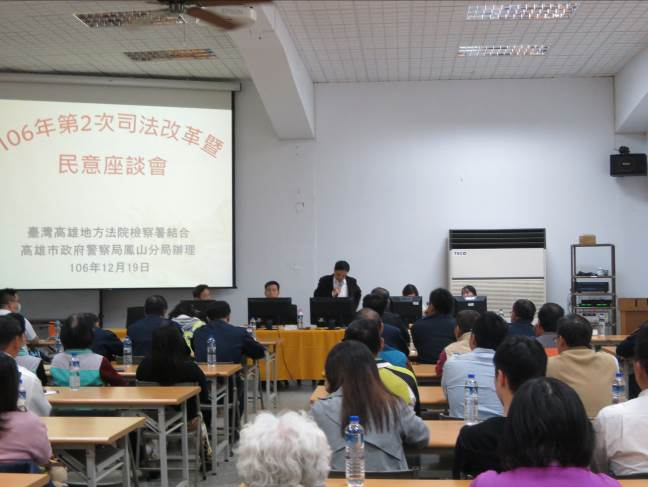 106年第2次司法改革暨
民意座談會
臺灣高雄地方法院檢察署結合
高雄市政府警察局鳳山分局辦理
106年12月19日
TECO